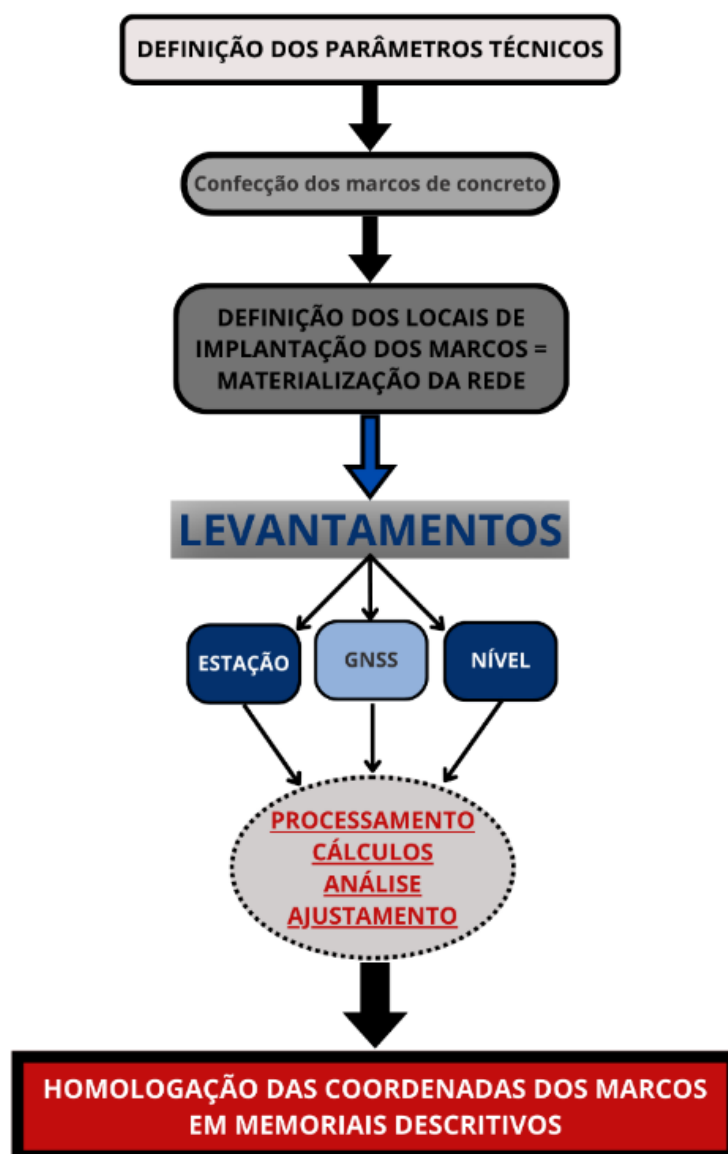 DEFINIÇÃO DOS PARÂMETROS TÉCNICOS
Confecção dos marcos de concreto
DEFINIÇÃO DOS LOCAIS DE
IMPLANTAÇÃO DOS MARCOS =
MATERIALIZAÇÃO DA REDE
LEVANTAMENTOS
ESTAÇÃO
GNSS
NÍVEL
PROCESSAMENTO
CÁLCULOS
ANÁLISE
AJUSTAMENTO
HOMOLOGAÇÃO DAS COORDENADAS DOS MARCOS
EM MEMORIAIS DESCRITIVOS